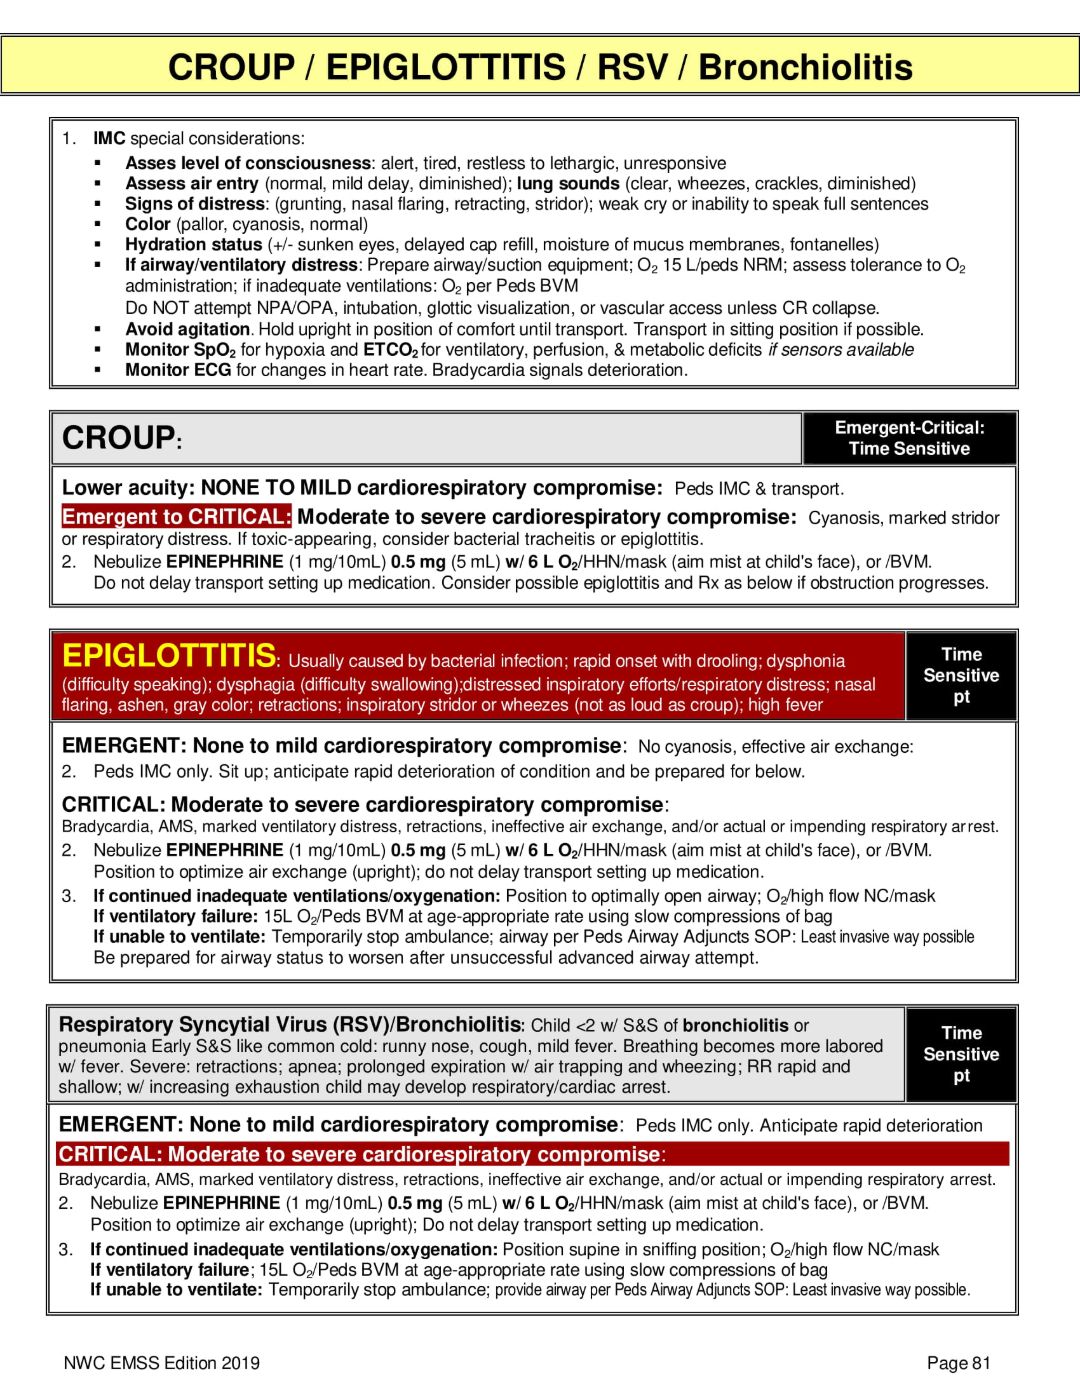 CROUP / EPIGLOTTITIS / RSV / Bronchiolitis
1. IMC special considerations:
▪ Asses level of consciousness: alert, tired, restless to lethargic, unresponsive
▪ Assess air entry (normal, mild delay, diminished); lung sounds (clear, wheezes, crackles, diminished)
▪ Signs of distress: (grunting, nasal flaring, retracting, stridor); weak cry or inability to speak full sentences
▪ Color (pallor, cyanosis, normal)
▪ Hydration status (+/- sunken eyes, delayed cap refill, moisture of mucus membranes, fontanelles)
▪ If airway/ventilatory distress: Prepare airway/suction equipment; O₂ 15 L/peds NRM; assess tolerance to O₂
administration; if inadequate ventilations: O₂ per Peds BVM
Do NOT attempt NPA/OPA, intubation, glottic visualization, or vascular access unless CR collapse.
▪ Avoid agitation. Hold upright in position of comfort until transport. Transport in sitting position if possible.
▪ Monitor SpO₂ for hypoxia and ETCO₂ for ventilatory, perfusion, & metabolic deficits if sensors available
▪ Monitor ECG for changes in heart rate. Bradycardia signals deterioration.
CROUP:
Emergent-Critical:
Time Sensitive
Lower acuity: NONE TO MILD cardiorespiratory compromise: Peds IMC & transport.
Emergent to CRITICAL: Moderate to severe cardiorespiratory compromise: Cyanosis, marked stridor
or respiratory distress. If toxic-appearing, consider bacterial tracheitis or epiglottitis.
2. Nebulize EPINEPHRINE (1 mg/10mL) 0.5 mg (5 mL) w/ 6 L O₂/HHN/mask (aim mist at child's face), or /BVM.
Do not delay transport setting up medication. Consider possible epiglottitis and Rx as below if obstruction progresses.
EPIGLOTTITIS: Usually caused by bacterial infection; rapid onset with drooling; dysphonia
(difficulty speaking); dysphagia (difficulty swallowing);distressed inspiratory efforts/respiratory distress; nasal
flaring, ashen, gray color; retractions; inspiratory stridor or wheezes (not as loud as croup); high fever
Time
Sensitive
pt
EMERGENT: None to mild cardiorespiratory compromise: No cyanosis, effective air exchange:
2. Peds IMC only. Sit up; anticipate rapid deterioration of condition and be prepared for below.
CRITICAL: Moderate to severe cardiorespiratory compromise:
Bradycardia, AMS, marked ventilatory distress, retractions, ineffective air exchange, and/or actual or impending respiratory arrest.
2. Nebulize EPINEPHRINE (1 mg/10mL) 0.5 mg (5 mL) w/ 6 L O₂/HHN/mask (aim mist at child's face), or /BVM.
Position to optimize air exchange (upright); do not delay transport setting up medication.
3. If continued inadequate ventilations/oxygenation: Position to optimally open airway; O₂/high flow NC/mask
If ventilatory failure: 15L O₂/Peds BVM at age-appropriate rate using slow compressions of bag
If unable to ventilate: Temporarily stop ambulance; airway per Peds Airway Adjuncts SOP: Least invasive way possible
Be prepared for airway status to worsen after unsuccessful advanced airway attempt.
Respiratory Syncytial Virus (RSV)/Bronchiolitis: Child <2 w/ S&S of bronchiolitis or
pneumonia Early S&S like common cold: runny nose, cough, mild fever. Breathing becomes more labored
w/ fever. Severe: retractions; apnea; prolonged expiration w/ air trapping and wheezing; RR rapid and
shallow; w/ increasing exhaustion child may develop respiratory/cardiac arrest.
Time
Sensitive
pt
EMERGENT: None to mild cardiorespiratory compromise: Peds IMC only. Anticipate rapid deterioration
CRITICAL: Moderate to severe cardiorespiratory compromise:
Bradycardia, AMS, marked ventilatory distress, retractions, ineffective air exchange, and/or actual or impending respiratory arrest.
2. Nebulize EPINEPHRINE (1 mg/10mL) 0.5 mg (5 mL) w/ 6 L O₂/HHN/mask (aim mist at child's face), or /BVM.
Position to optimize air exchange (upright); Do not delay transport setting up medication.
3. If continued inadequate ventilations/oxygenation: Position supine in sniffing position; O₂/high flow NC/mask
If ventilatory failure; 15L O₂/Peds BVM at age-appropriate rate using slow compressions of bag
If unable to ventilate: Temporarily stop ambulance; provide airway per Peds Airway Adjuncts SOP: Least invasive way possible.
NWC EMSS Edition 2019
Page 81